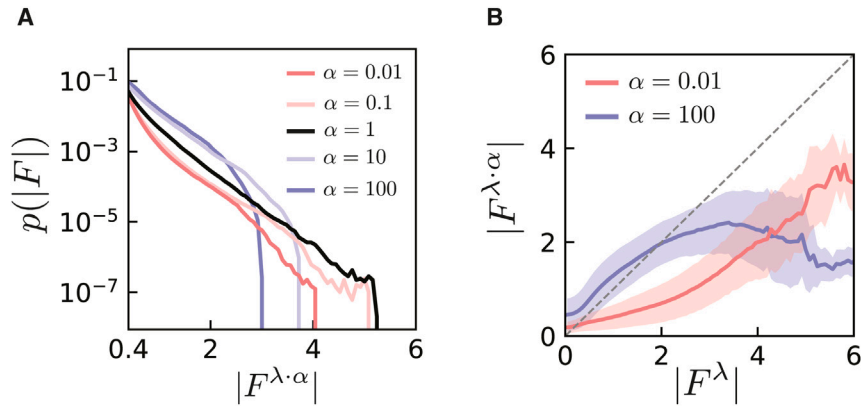 A
p(|F|)
10⁻¹
10⁻³
10⁻⁵
10⁻⁷
α = 0.01
α = 0.1
α = 1
α = 10
α = 100
0.4 2 4 6
|F^{λ·α}|
B
|F^{λ·α}|
6
4
2
0
α = 0.01
α = 100
0 2 4 6
|F^λ|